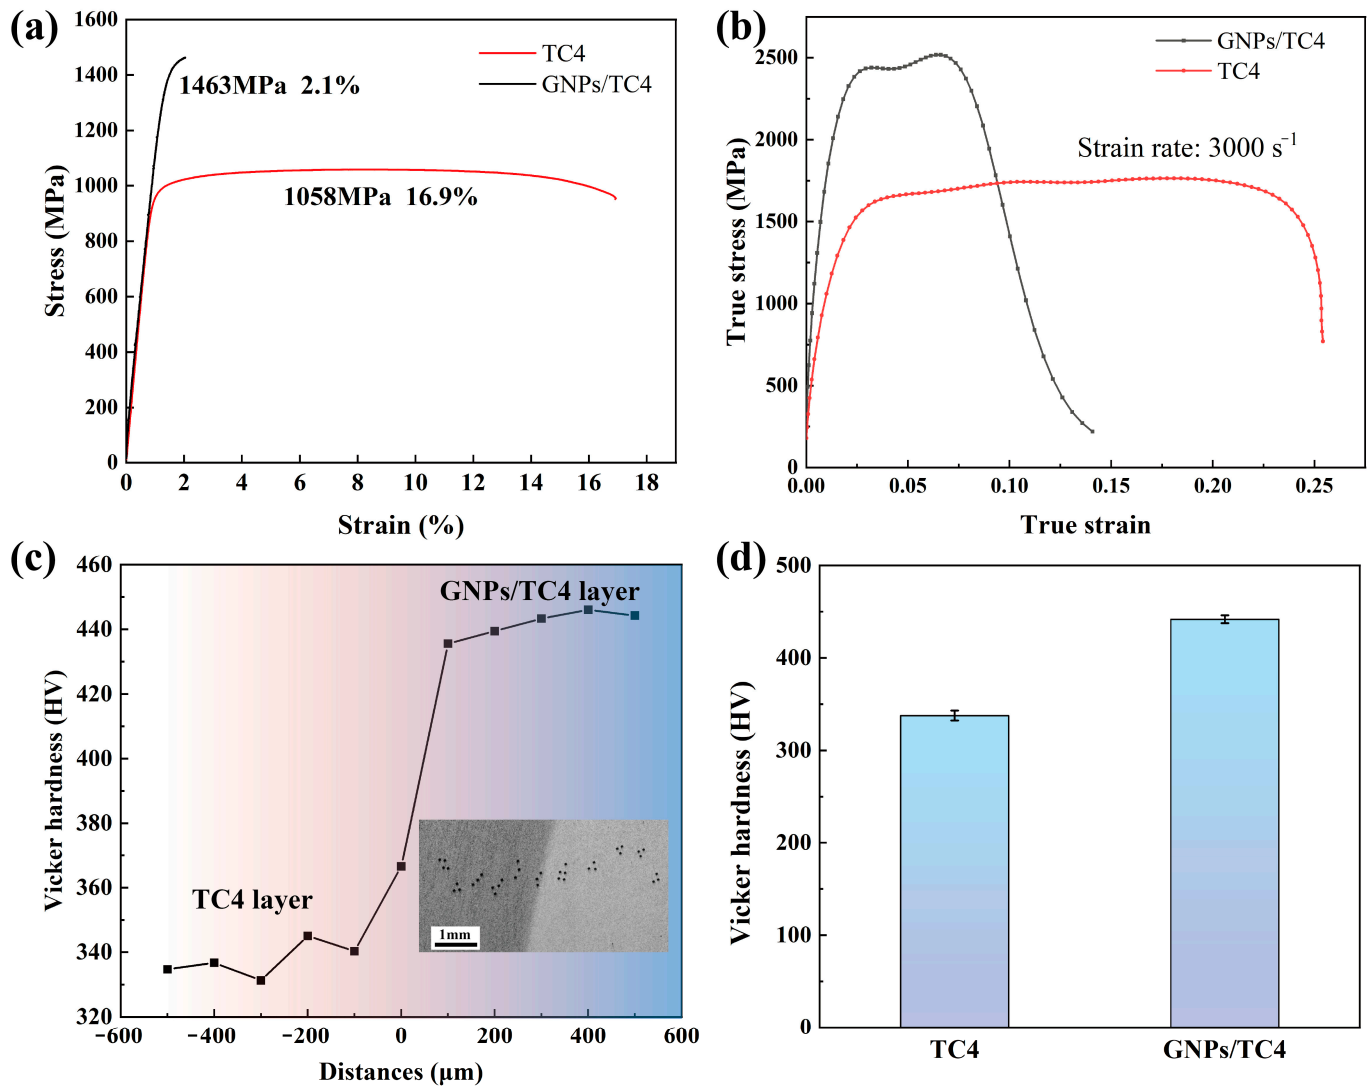 (a)
1600
1400
1200
1000
800
600
400
200
0
0 2 4 6 8 10 12 14 16 18
Stress (MPa)
Strain (%)
TC4
GNPs/TC4
1463MPa 2.1%
1058MPa 16.9%
(b)
2500
2000
1500
1000
500
0
0.00 0.05 0.10 0.15 0.20 0.25
True stress (MPa)
True strain
GNPs/TC4
TC4
Strain rate: 3000 s⁻¹
(c)
460
440
420
400
380
360
340
320
−600 −400 −200 0 200 400 600
Vicker hardness (HV)
Distances (μm)
GNPs/TC4 layer
TC4 layer
1mm
(d)
500
400
300
200
100
0
Vicker hardness (HV)
TC4 GNPs/TC4